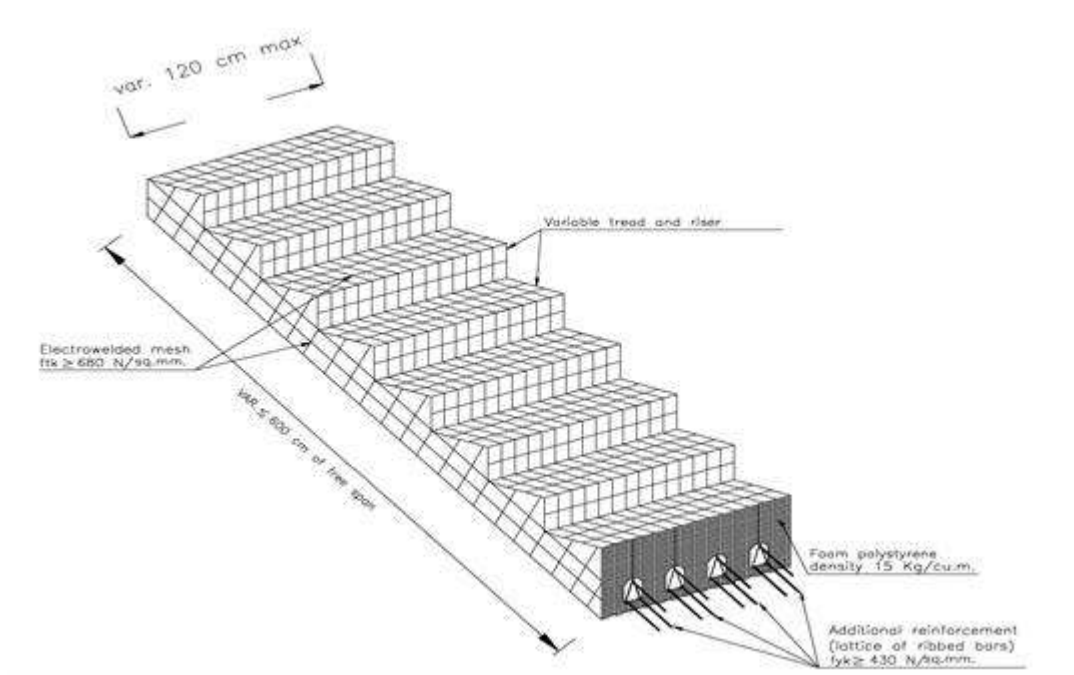 var. 120 cm max
Variable tread and riser
Electrowelded mesh
ftk ≥ 680 N/sq.mm.
VAR ≤ 600 cm of free span
Foam polystyrene
density 15 Kg/cu.m.
Additional reinforcement
(lattice of ribbed bars)
fyk ≥ 430 N/sq.mm.